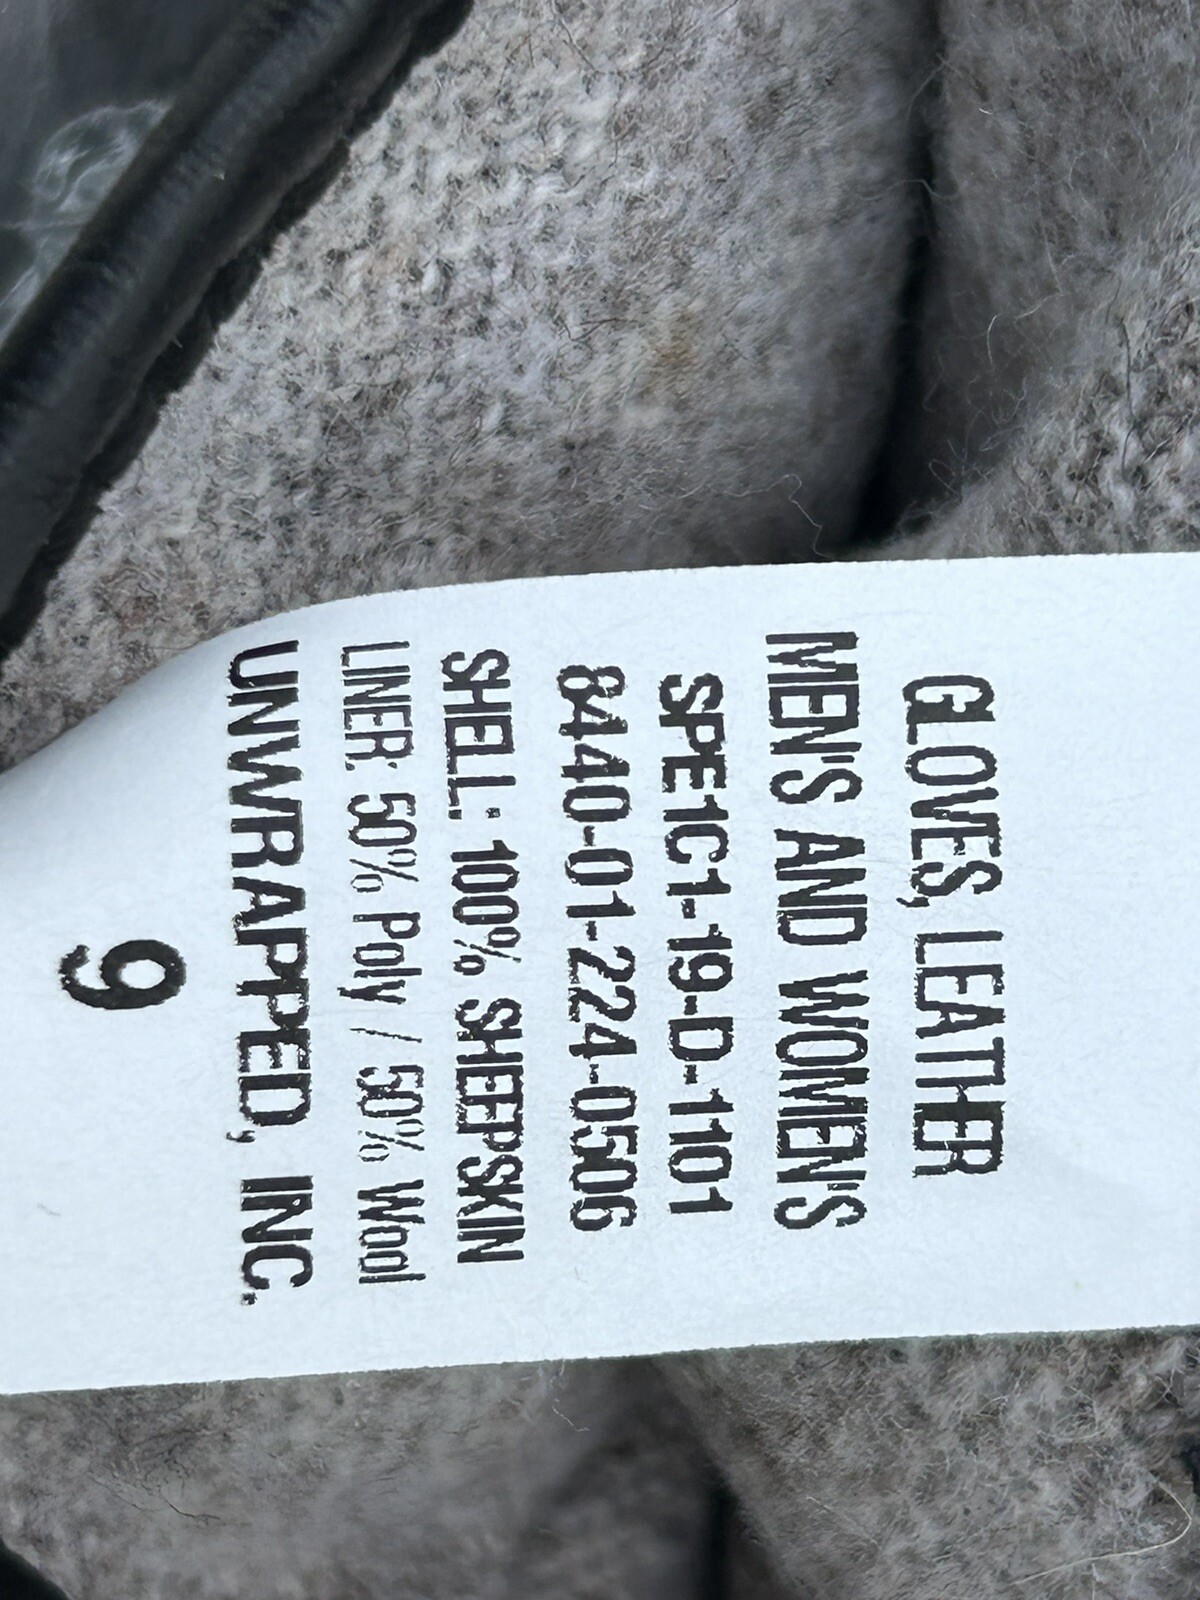 GLOVES, LEATHER
MEN'S AND WOMEN'S
SPE1C1-19-D-1101
8440-01-224-0506
SHELL: 100% SHEEPSKIN
LINER: 50% Poly / 50% Wool
UNWRAPPED, INC.
9